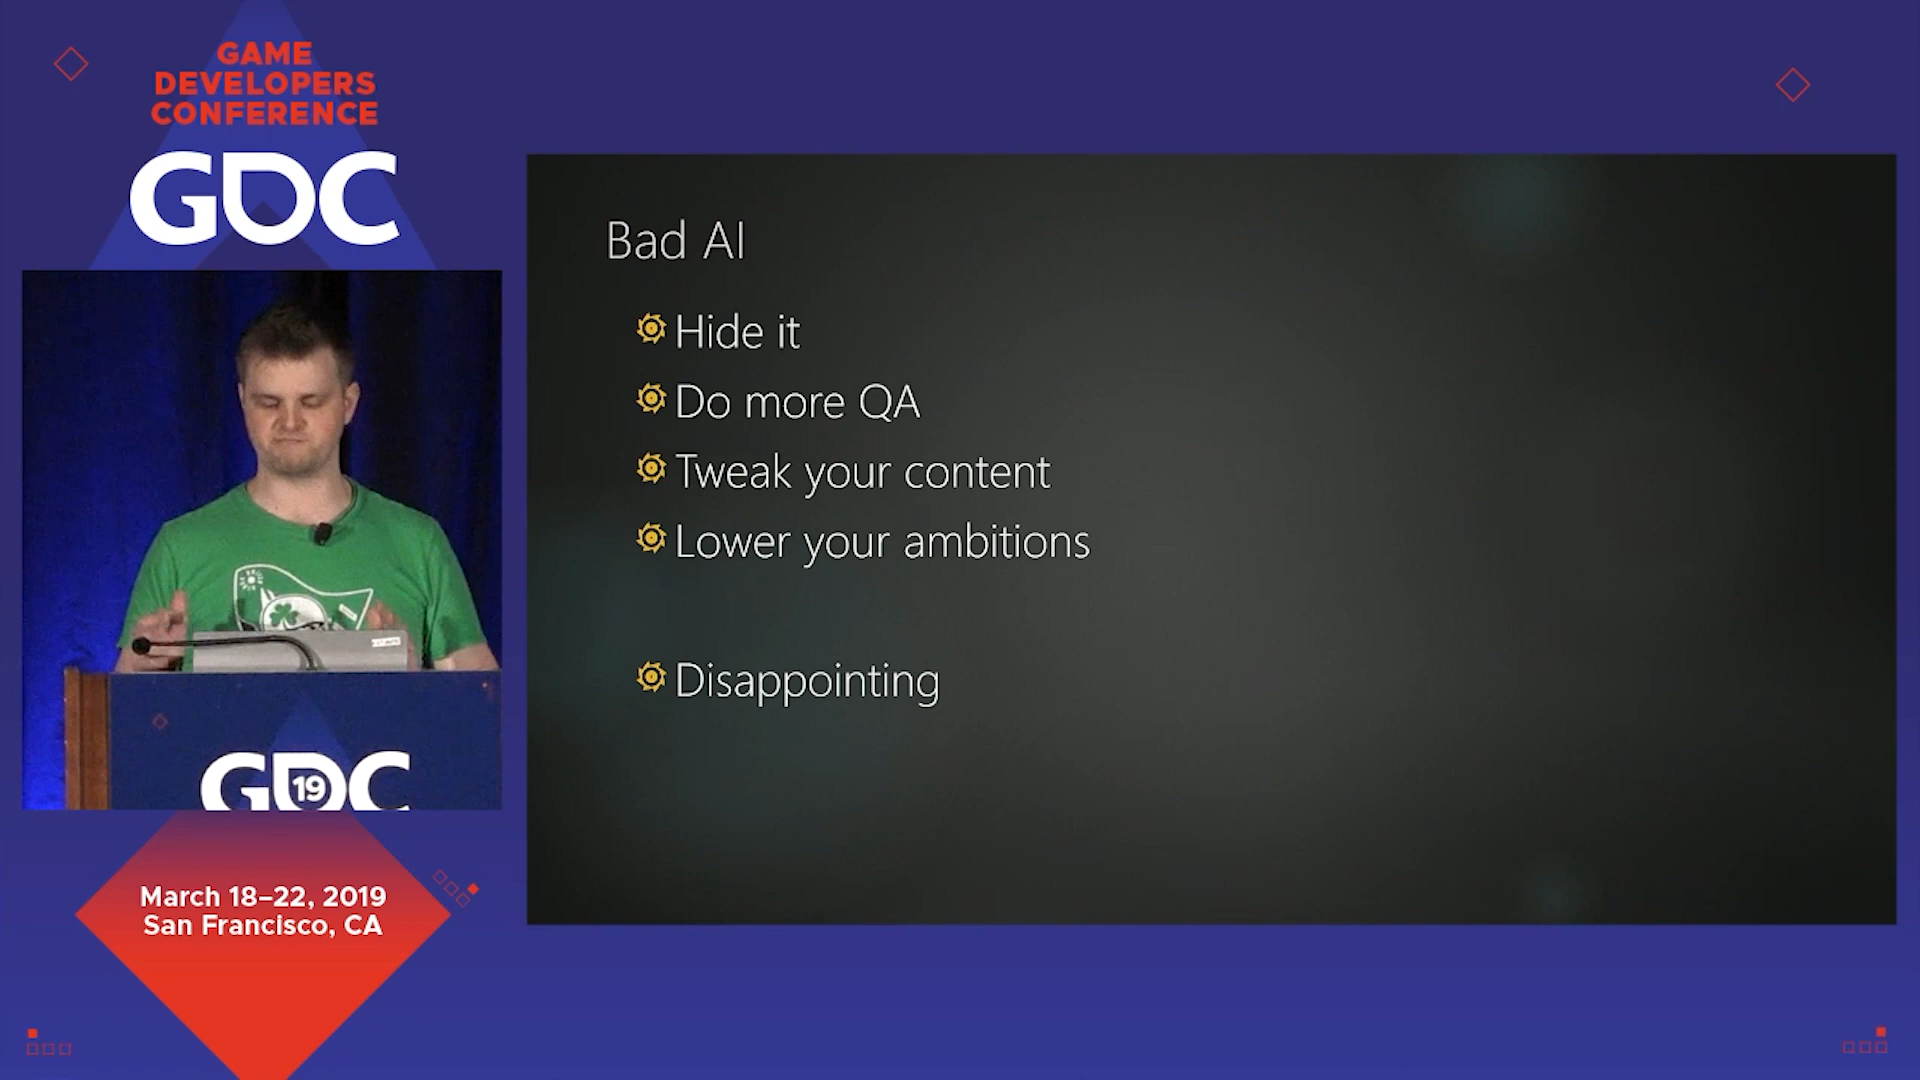 GAME
DEVELOPERS
CONFERENCE
GDC
Bad AI
Hide it
Do more QA
Tweak your content
Lower your ambitions
Disappointing
GDC
19
March 18–22, 2019
San Francisco, CA